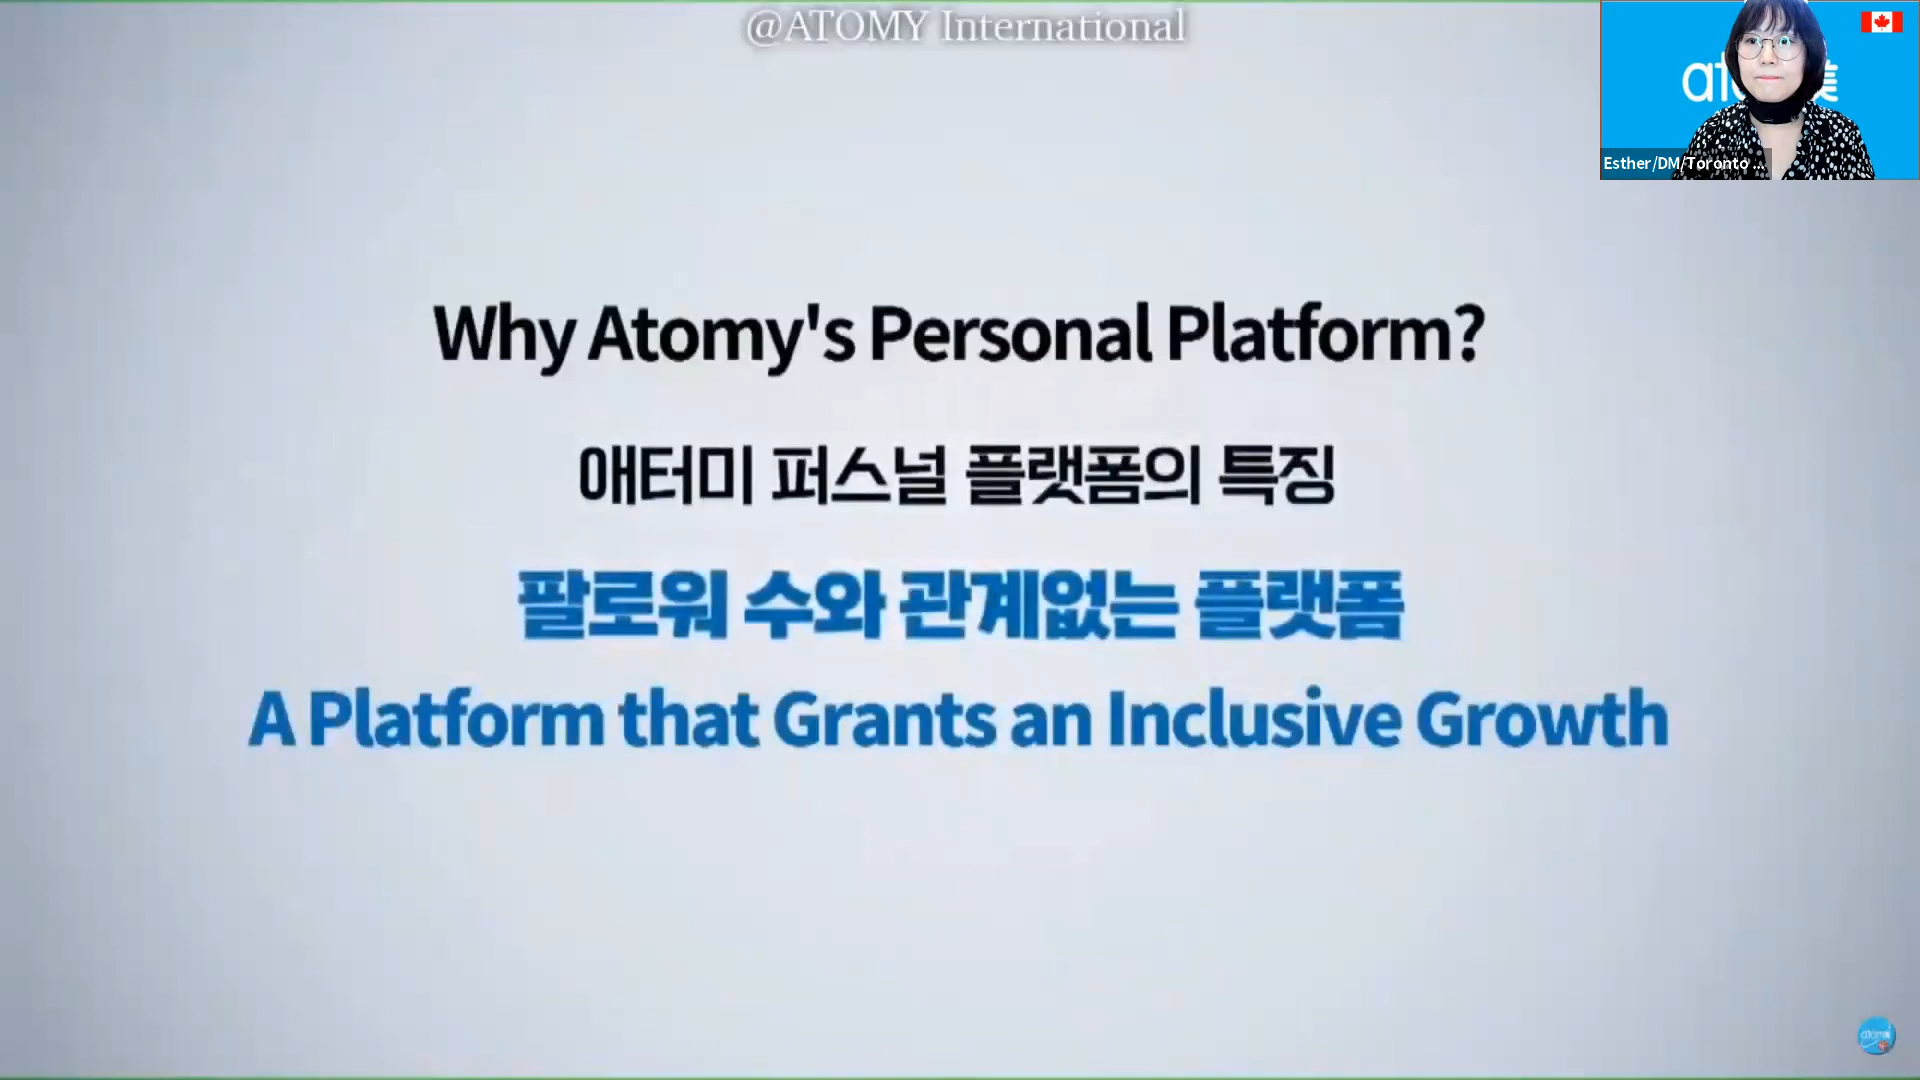 @ATOMY International
Esther/DM/Toronto ...
Why Atomy's Personal Platform?
애터미 퍼스널 플랫폼의 특징
팔로워 수와 관계없는 플랫폼
A Platform that Grants an Inclusive Growth